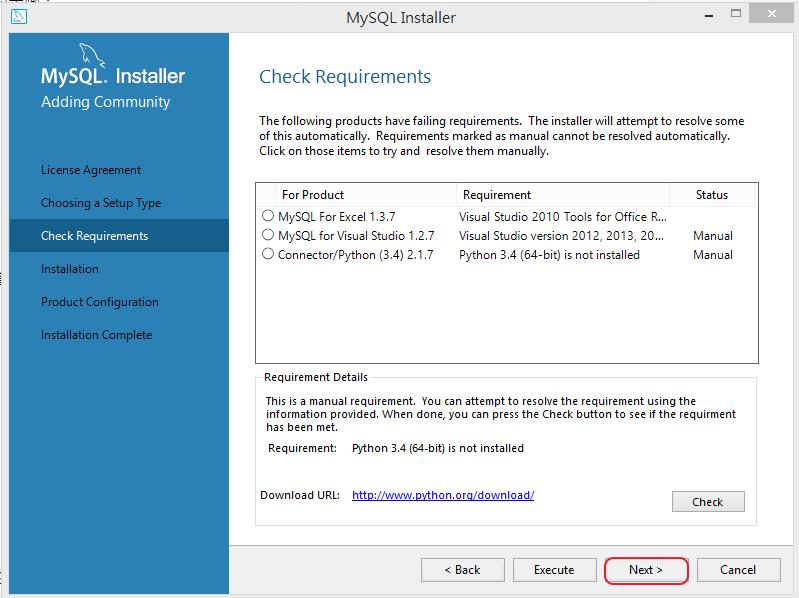 MySQL Installer
MySQL. Installer
Adding Community
License Agreement
Choosing a Setup Type
Check Requirements
Installation
Product Configuration
Installation Complete
Check Requirements
The following products have failing requirements.  The installer will attempt to resolve some
of this automatically.  Requirements marked as manual cannot be resolved automatically.
Click on those items to try and  resolve them manually.
For Product Requirement Status
MySQL For Excel 1.3.7 Visual Studio 2010 Tools for Office R...
MySQL for Visual Studio 1.2.7 Visual Studio version 2012, 2013, 20... Manual
Connector/Python (3.4) 2.1.7 Python 3.4 (64-bit) is not installed Manual
Requirement Details
This is a manual requirement.  You can attempt to resolve the requirement using the
information provided. When done, you can press the Check button to see if the requirment
has been met.
Requirement: Python 3.4 (64-bit) is not installed
Download URL: http://www.python.org/download/
Check
< Back Execute Next > Cancel